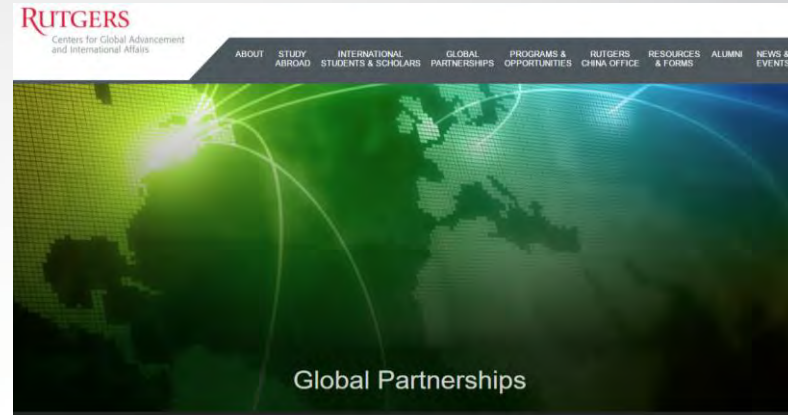 RUTGERS
Centers for Global Advancement
and International Affairs
ABOUT
STUDY
ABROAD
INTERNATIONAL
STUDENTS & SCHOLARS
GLOBAL
PARTNERSHIPS
PROGRAMS &
OPPORTUNITIES
RUTGERS
CHINA OFFICE
RESOURCES
& FORMS
ALUMNI
NEWS &
EVENTS
Global Partnerships